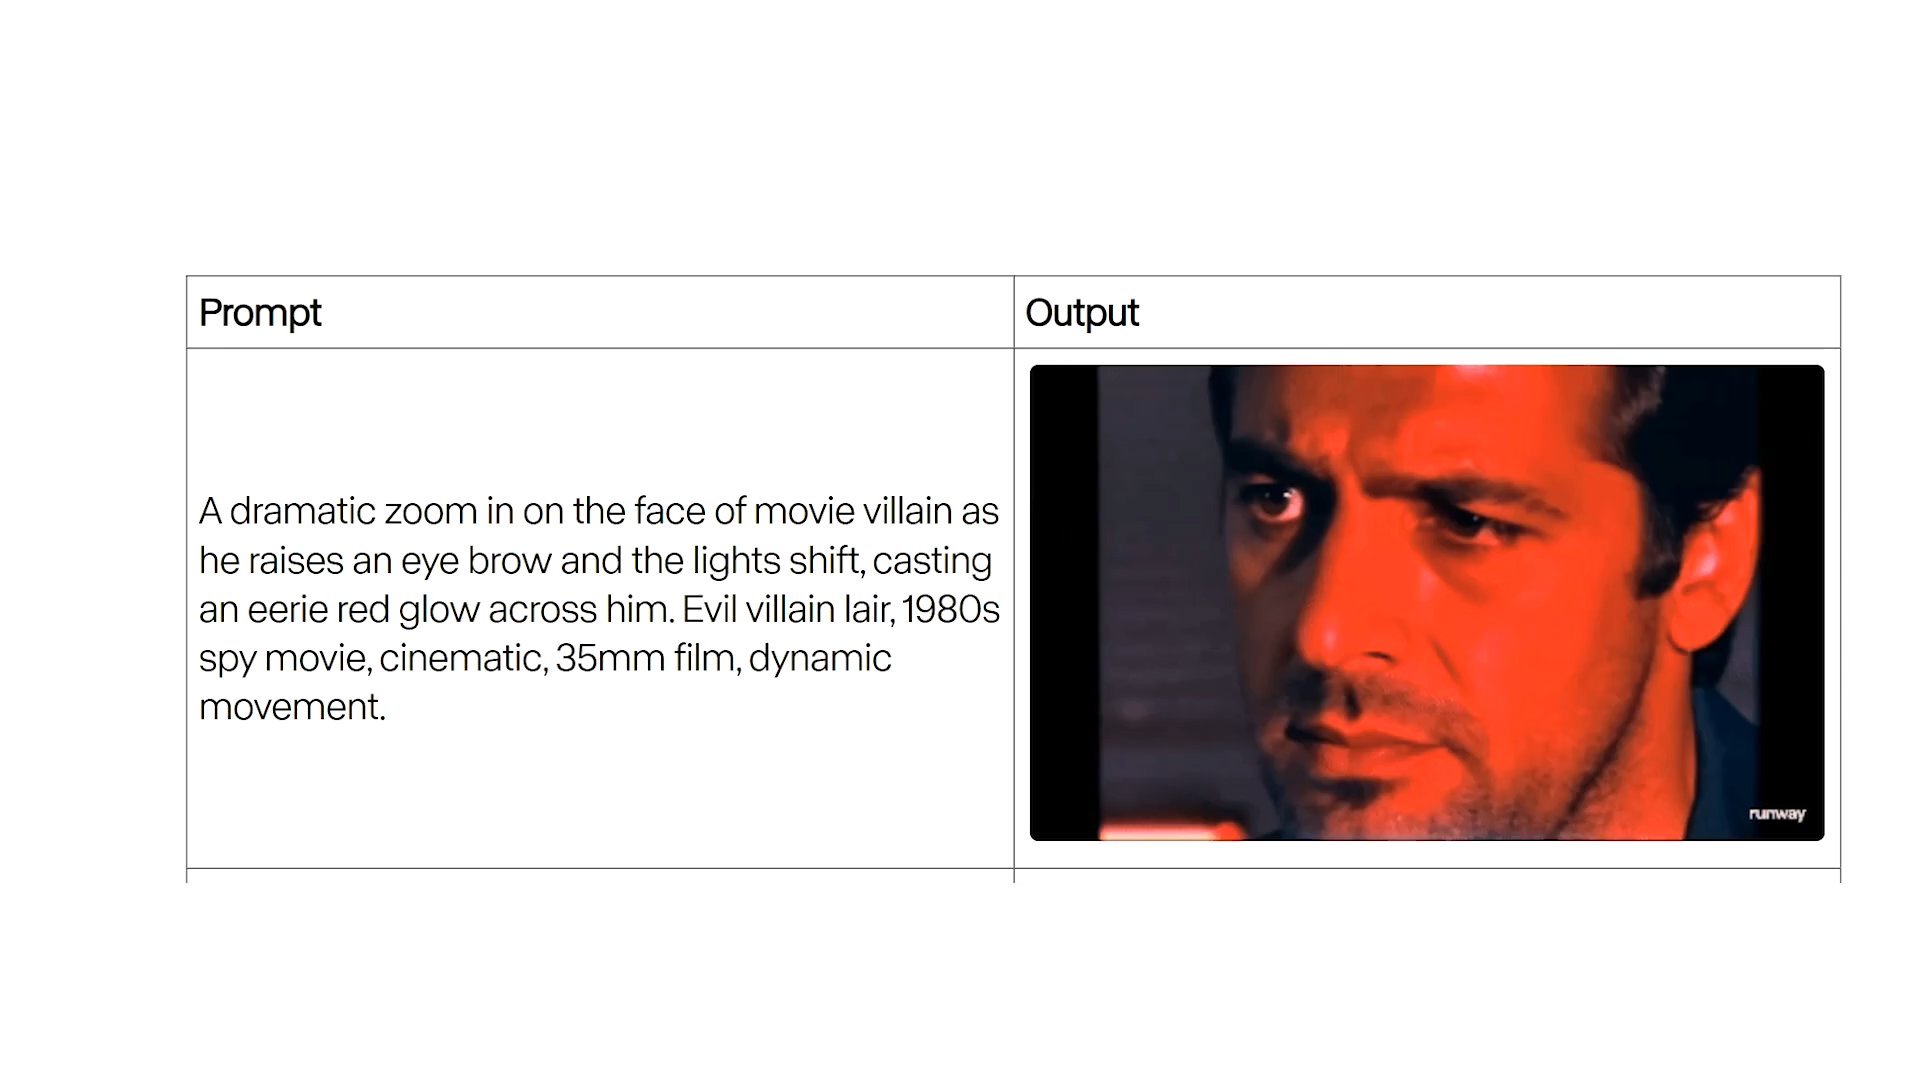 Prompt
Output
A dramatic zoom in on the face of movie villain as
he raises an eye brow and the lights shift, casting
an eerie red glow across him. Evil villain lair, 1980s
spy movie, cinematic, 35mm film, dynamic
movement.
runway